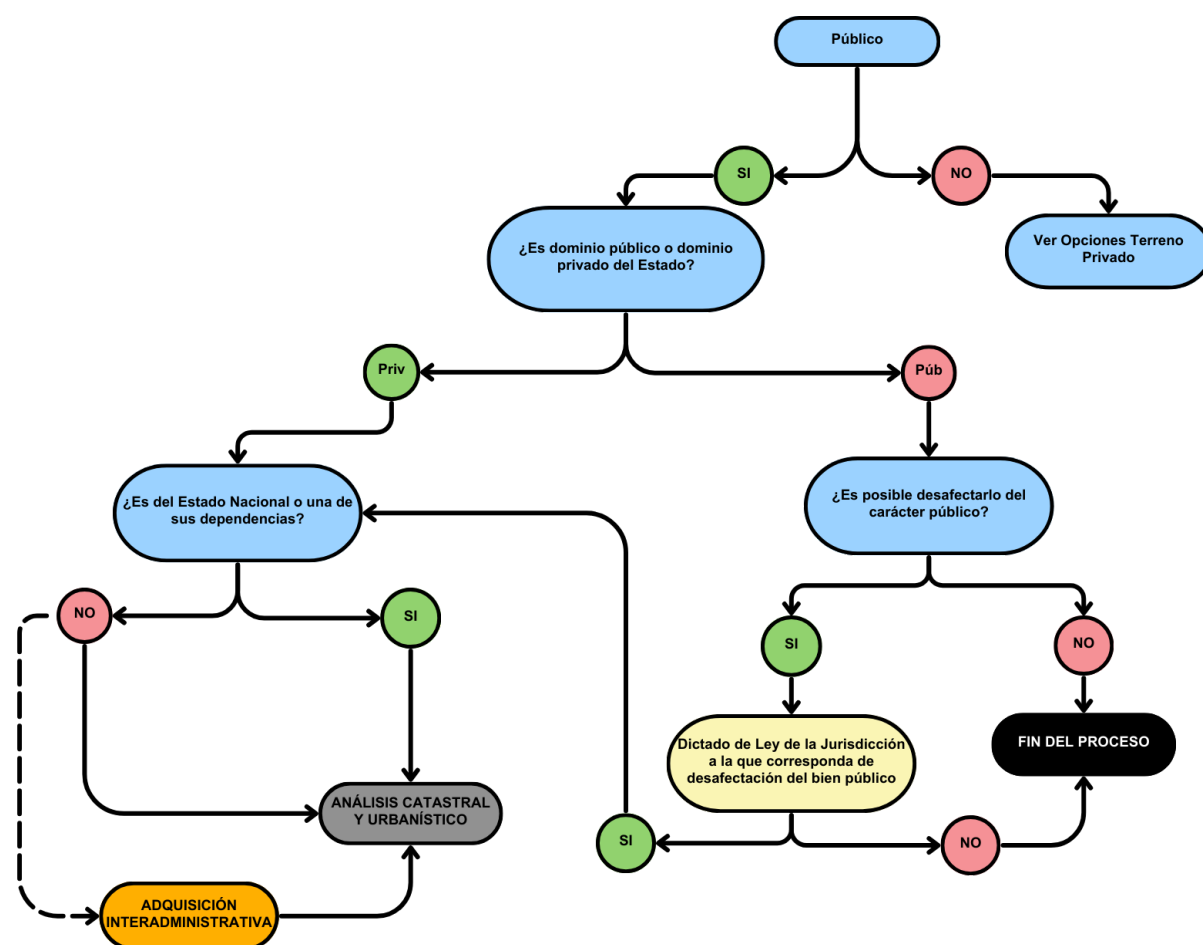 Público
SI
NO
¿Es dominio público o dominio
privado del Estado?
Ver Opciones Terreno
Privado
Priv
Púb
¿Es del Estado Nacional o una de
sus dependencias?
¿Es posible desafectarlo del
carácter público?
NO
SI
SI
NO
Dictado de Ley de la Jurisdicción
a la que corresponda de
desafectación del bien público
FIN DEL PROCESO
ANÁLISIS CATASTRAL
Y URBANÍSTICO
SI
NO
ADQUISICIÓN
INTERADMINISTRATIVA